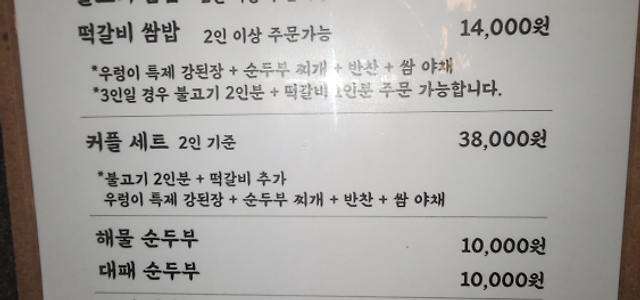 떡갈비 쌈밥 2인 이상 주문가능 14,000원
*우렁이 특제 강된장 + 순두부 찌개 + 반찬 + 쌈 야채
*3인일 경우 불고기 2인분 + 떡갈비 1인분 주문 가능합니다.
커플 세트 2인 기준 38,000원
*불고기 2인분 + 떡갈비 추가
우렁이 특제 강된장 + 순두부 찌개 + 반찬 + 쌈 야채
해물 순두부 10,000원
대패 순두부 10,000원